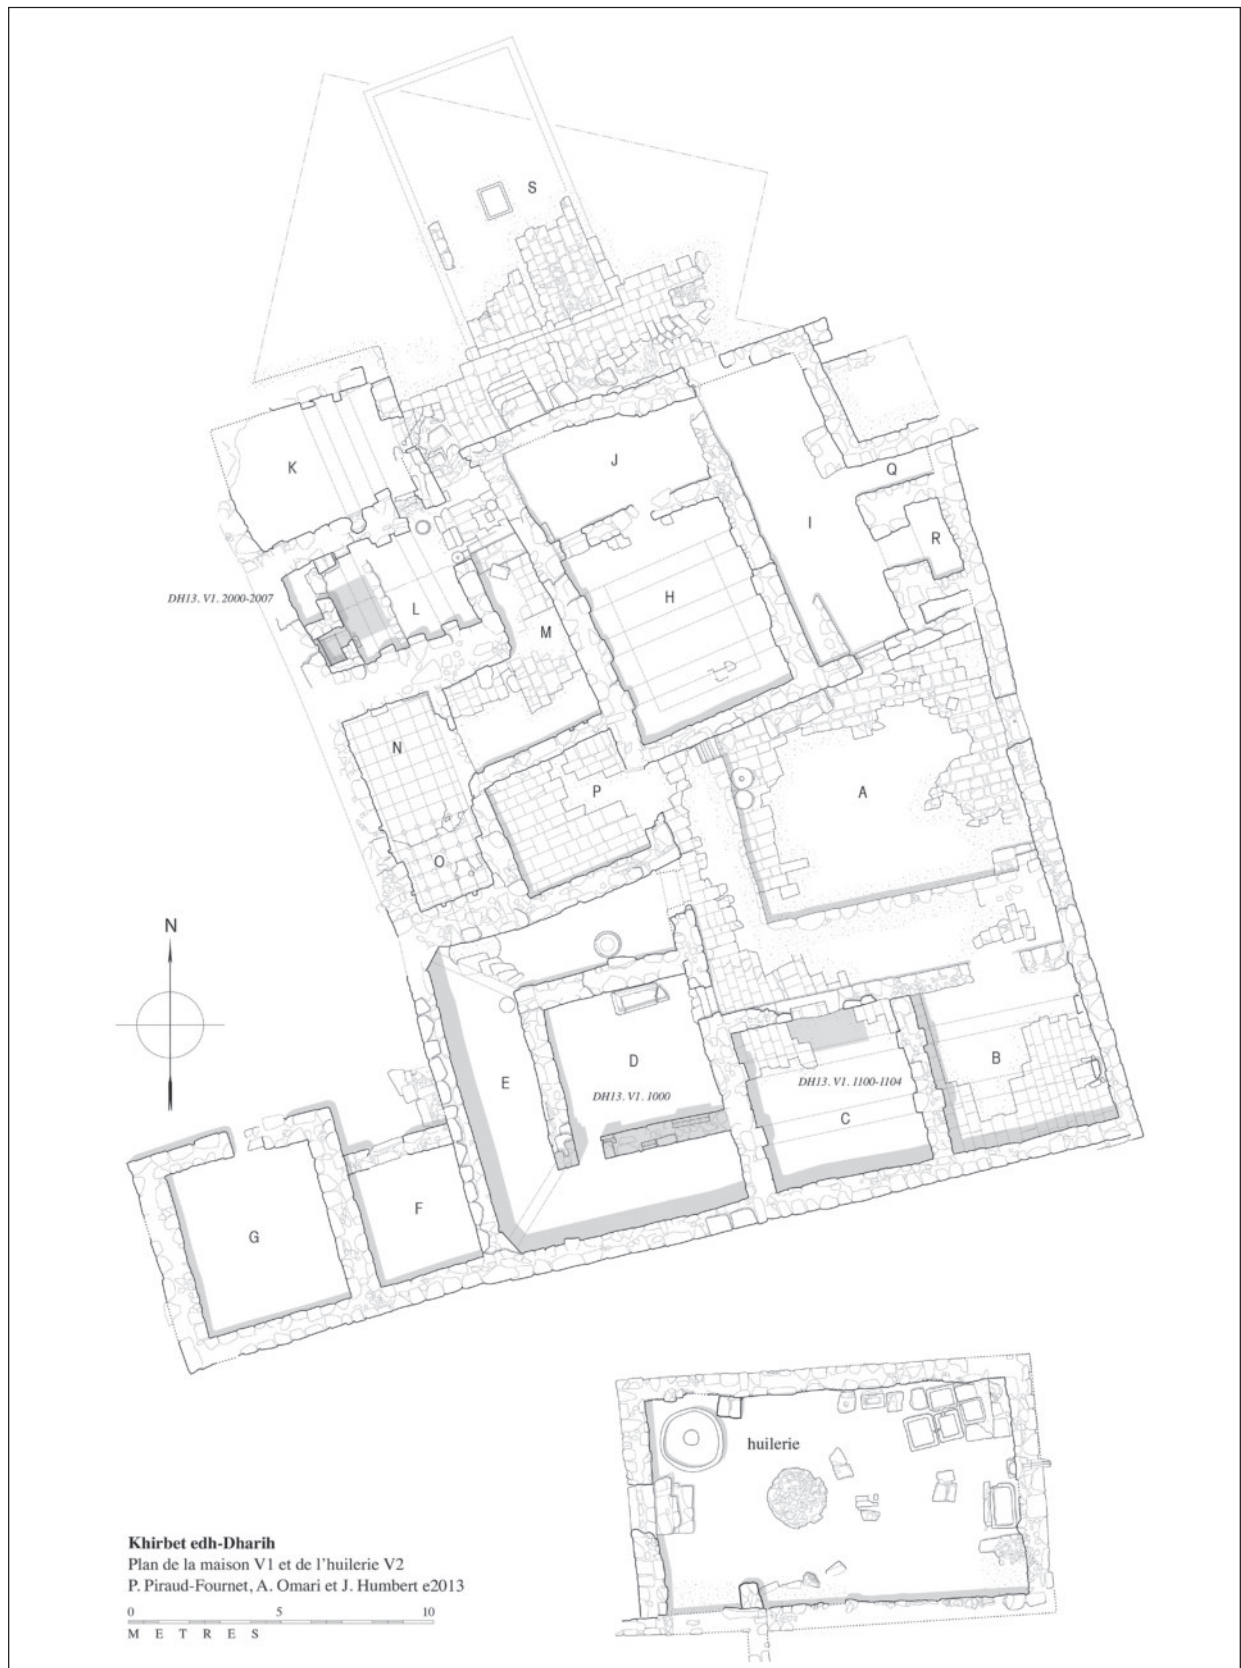 S
K
J
Q
I
R
DH13. V1. 2000-2007
L
H
M
N
P
A
O
N
D
E
B
DH13. V1. 1000
DH13. V1. 1100-1104
C
F
G
huilerie
Khirbet edh-Dharih
Plan de la maison V1 et de l'huilerie V2
P. Piraud-Fournet, A. Omari et J. Humbert e2013
0 5 10
M E T R E S